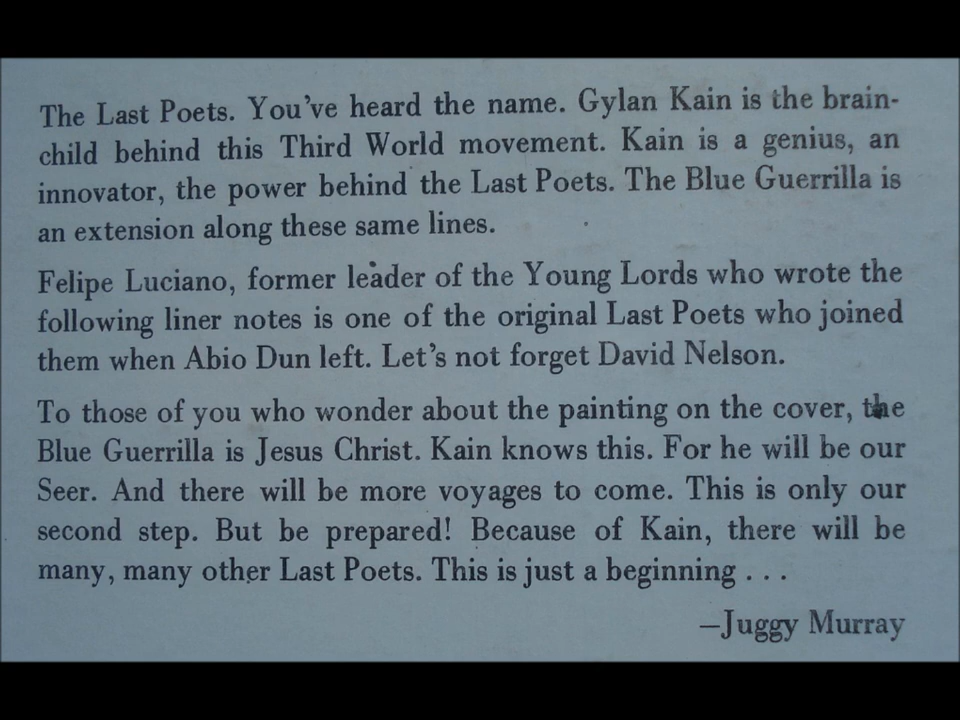 The Last Poets. You've heard the name. Gylan Kain is the brain-
child behind this Third World movement. Kain is a genius, an
innovator, the power behind the Last Poets. The Blue Guerrilla is
an extension along these same lines.
Felipe Luciano, former leader of the Young Lords who wrote the
following liner notes is one of the original Last Poets who joined
them when Abio Dun left. Let's not forget David Nelson.
To those of you who wonder about the painting on the cover, the
Blue Guerrilla is Jesus Christ. Kain knows this. For he will be our
Seer. And there will be more voyages to come. This is only our
second step. But be prepared! Because of Kain, there will be
many, many other Last Poets. This is just a beginning . . .
—Juggy Murray